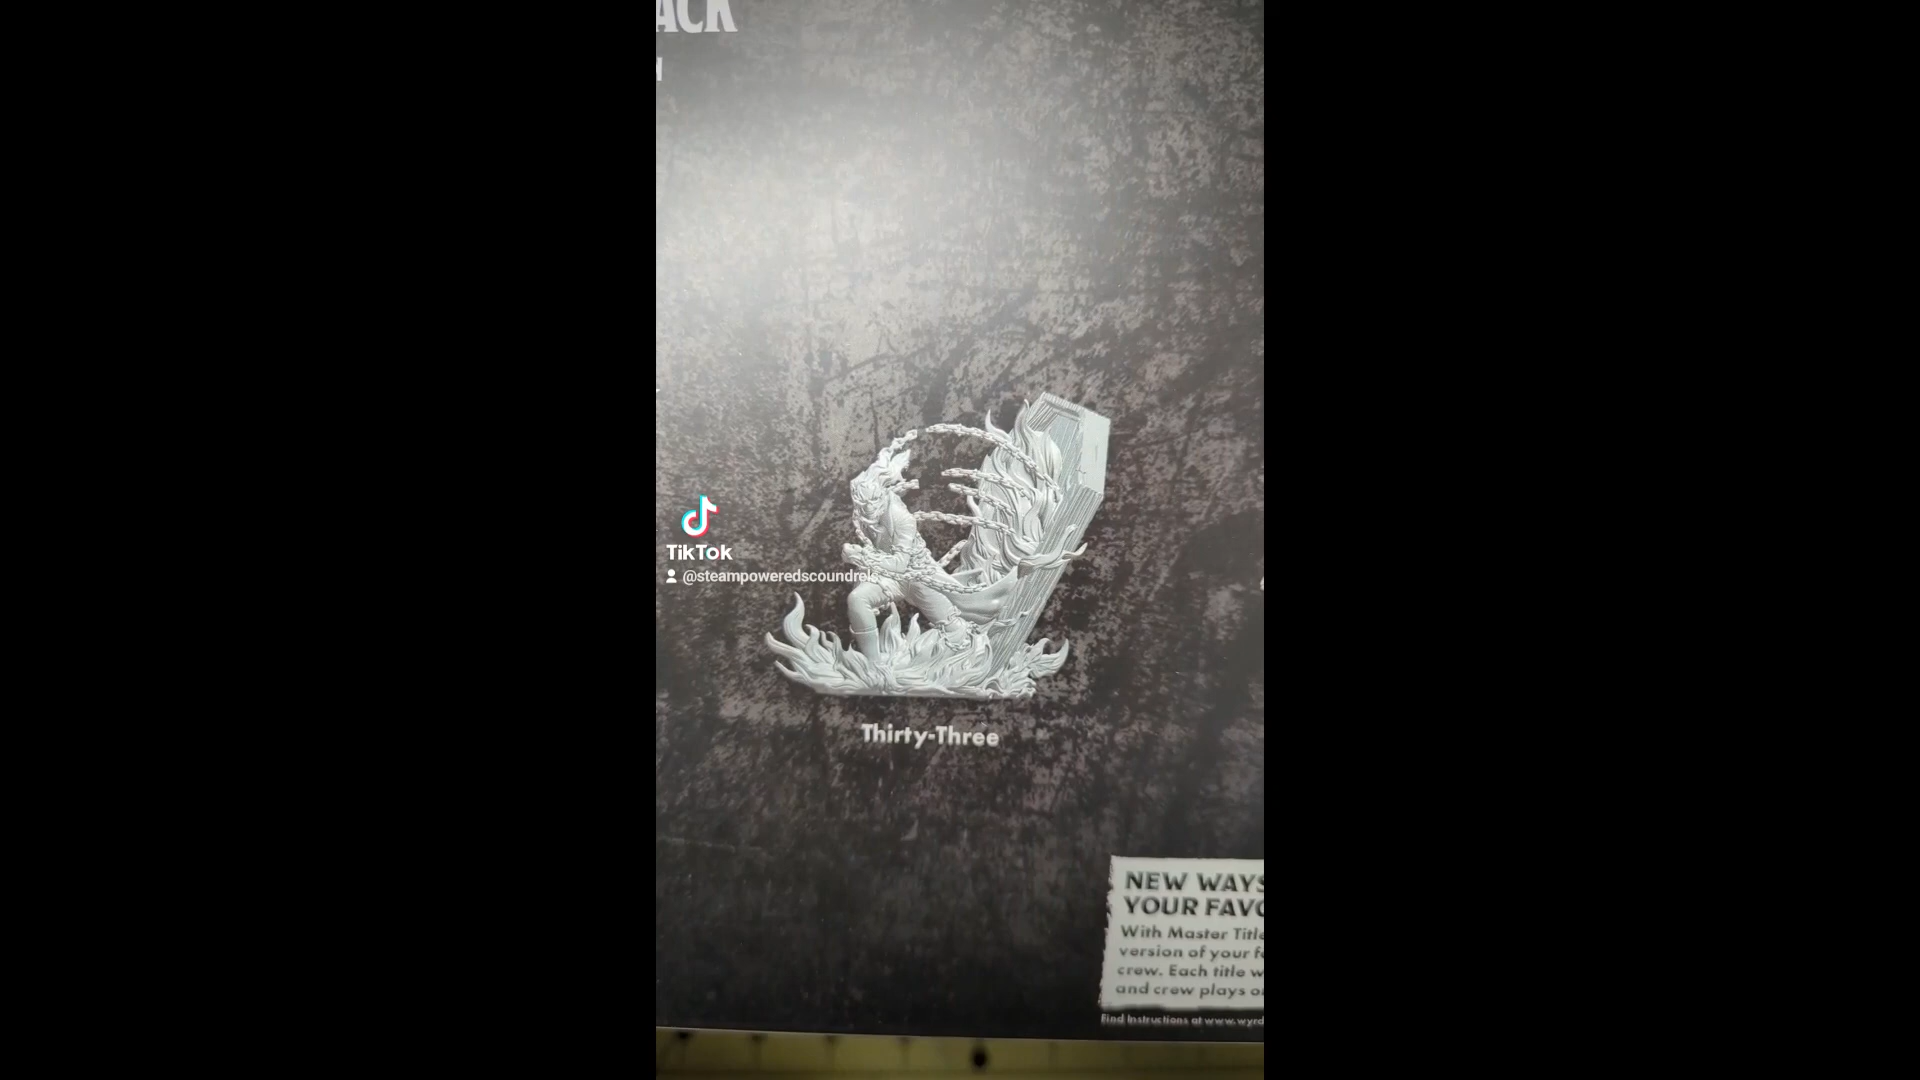 ACK
TikTok
@steampoweredscoundrels
Thirty-Three
NEW WAYS
YOUR FAVO
With Master Title
version of your f
crew. Each title w
and crew plays o
Find Instructions at www.wyrd